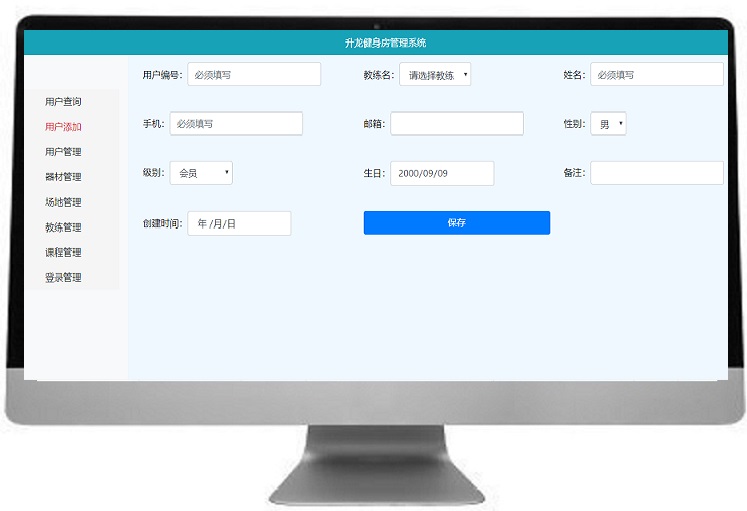 升龙健身房管理系统
用户编号： 必须填写 教练名： 请选择教练 姓名： 必须填写
用户查询
用户添加
手机： 必须填写 邮箱： 性别： 男
用户管理
器材管理
级别： 会员 生日： 2000/09/09 备注：
场地管理
教练管理
创建时间： 年 /月/日 保存
课程管理
登录管理